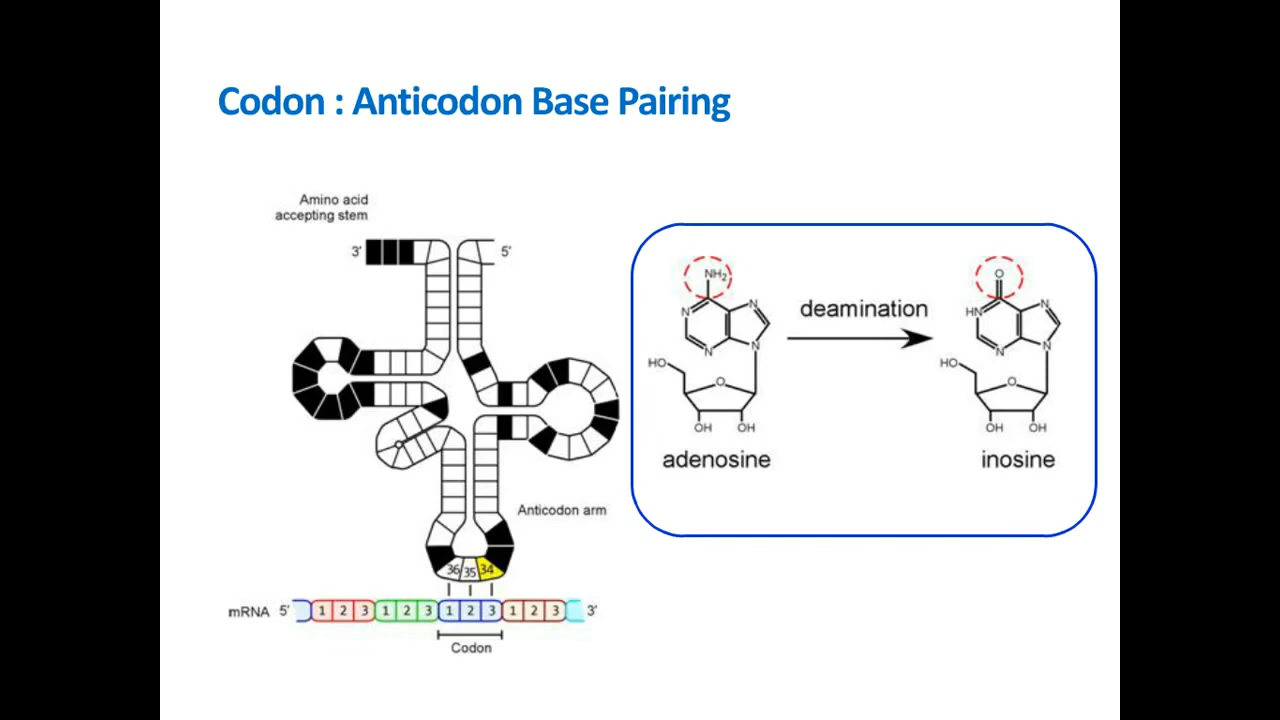 Codon : Anticodon Base Pairing
Amino acid
accepting stem
3' 5'
NH₂
N
N
N
N
HO
O
OH OH
adenosine
deamination
O
HN
N
N
N
HO
O
OH OH
inosine
Anticodon arm
36 35 34
mRNA 5' 1 2 3 1 2 3 1 2 3 1 2 3 3'
Codon